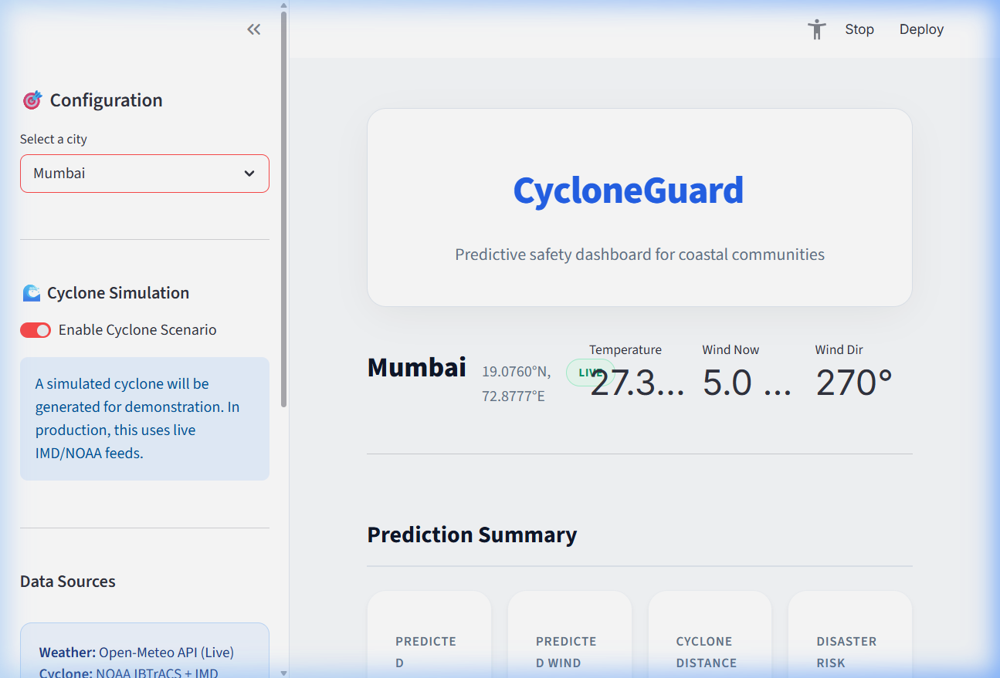 Stop
Deploy
Configuration
Select a city
Mumbai
Cyclone Simulation
Enable Cyclone Scenario
A simulated cyclone will be
generated for demonstration. In
production, this uses live
IMD/NOAA feeds.
Data Sources
Weather: Open-Meteo API (Live)
Cyclone: NOAA IBTrACS + IMD
CycloneGuard
Predictive safety dashboard for coastal communities
Mumbai
19.0760°N,
72.8777°E
LIVE
Temperature
27.3...
Wind Now
5.0 ...
Wind Dir
270°
Prediction Summary
PREDICTE
D
PREDICTE
D WIND
CYCLONE
DISTANCE
DISASTER
RISK